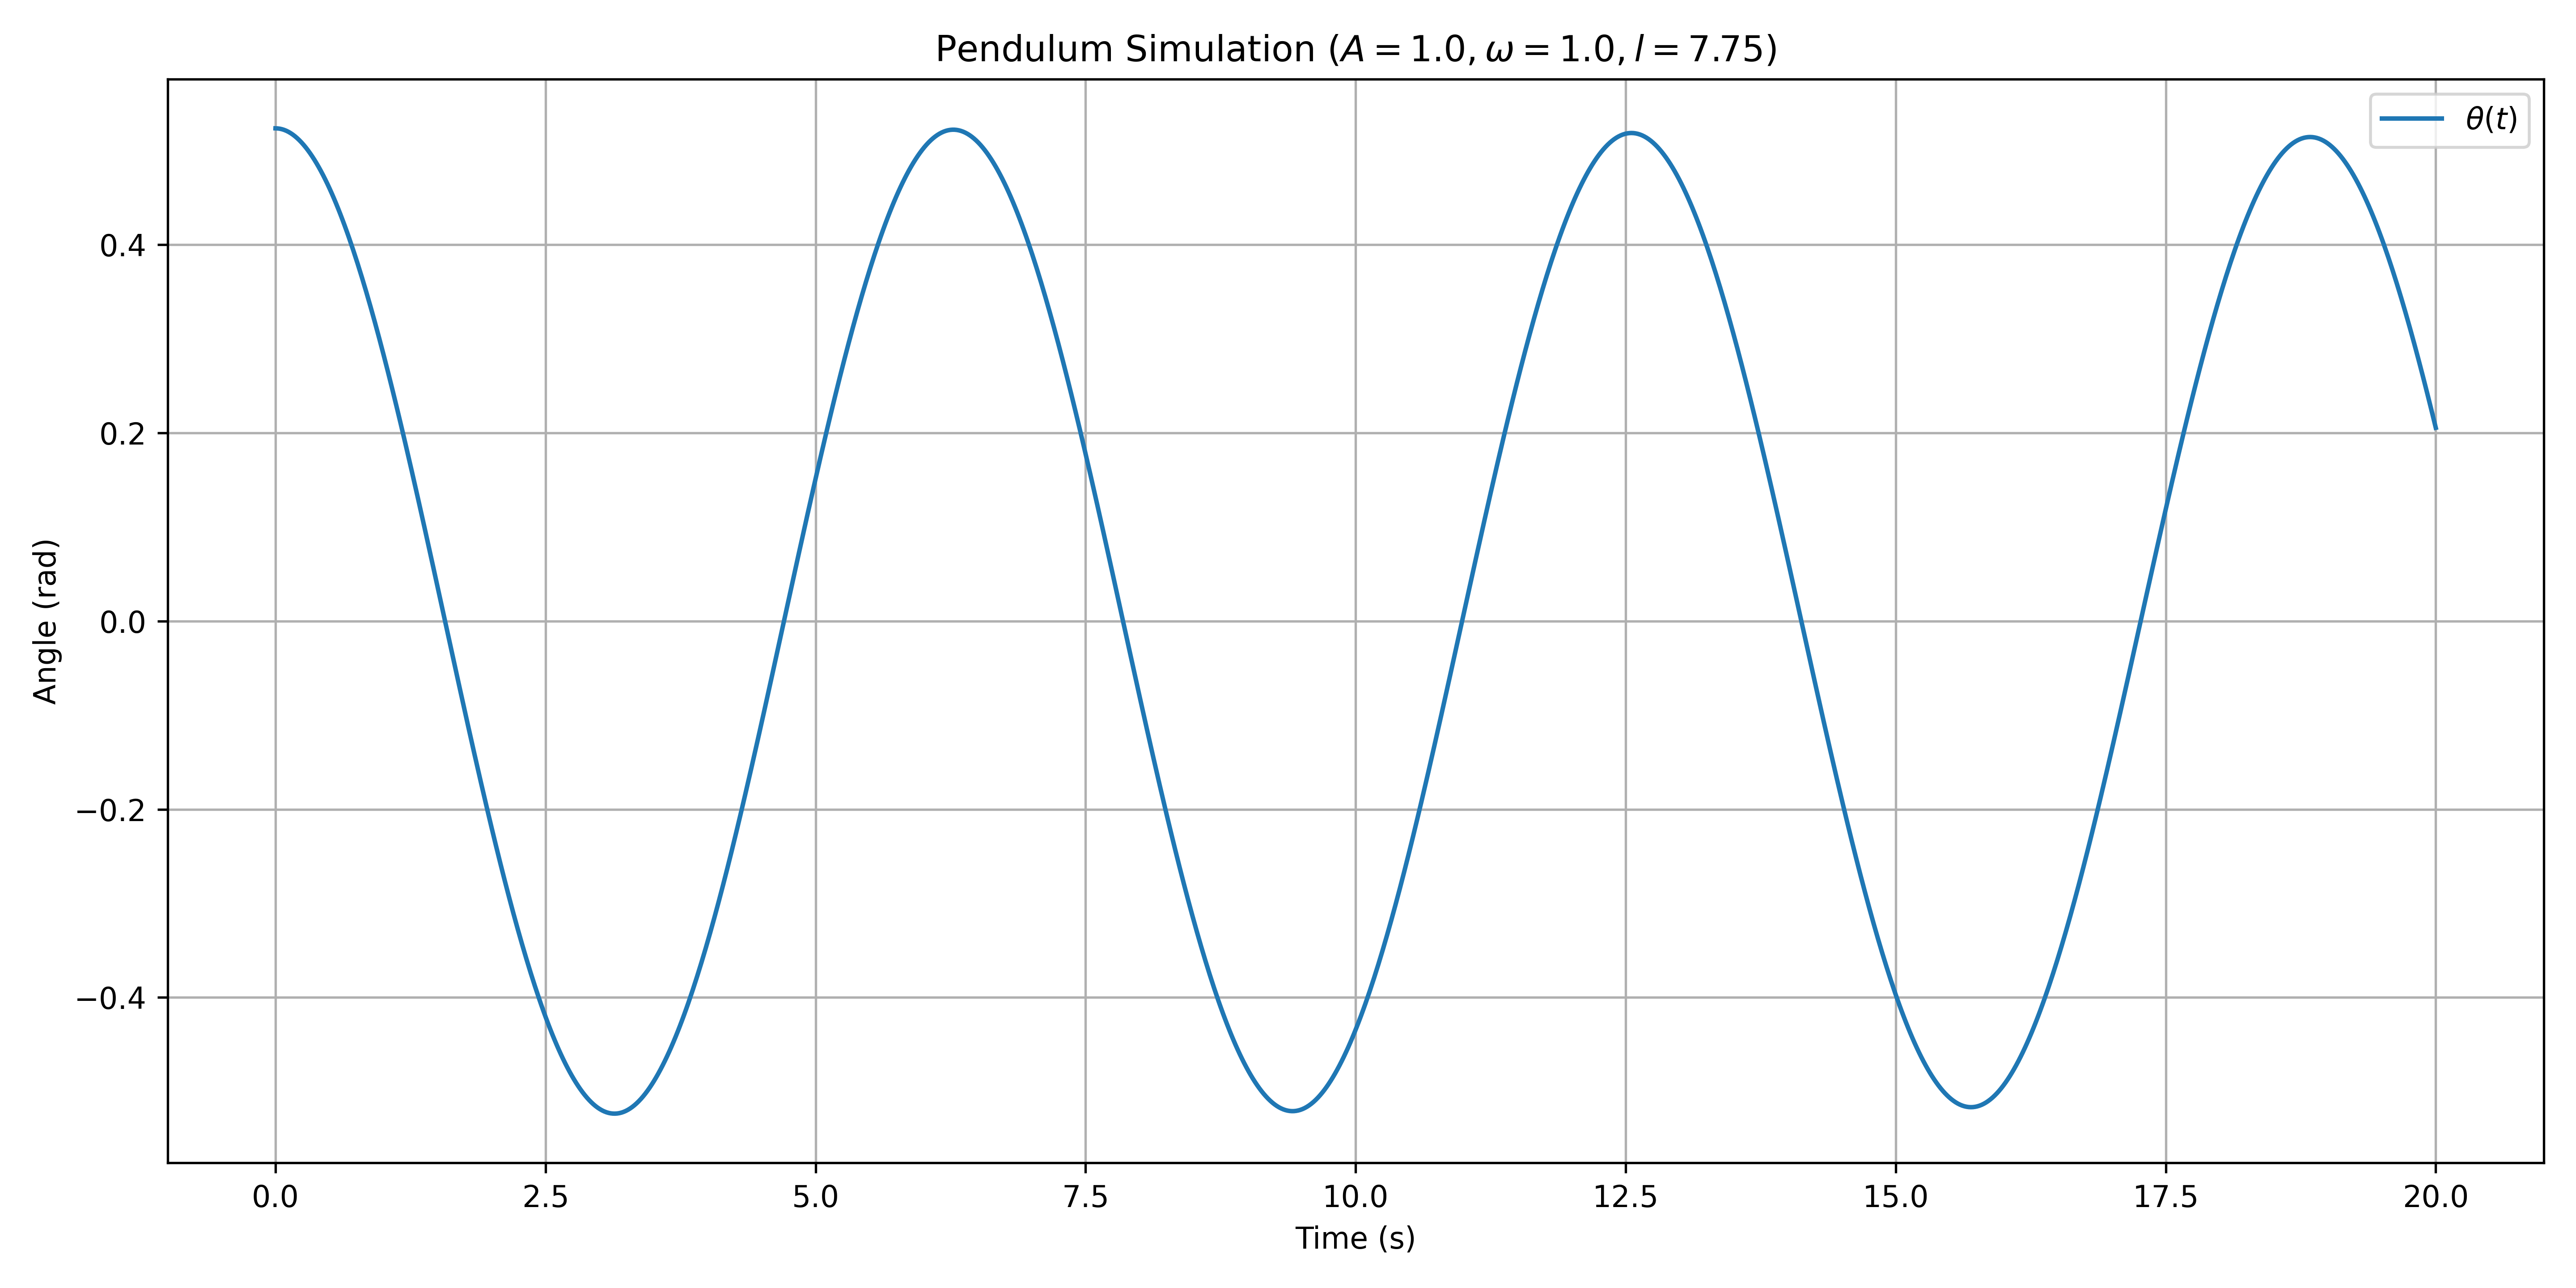 Pendulum Simulation (A = 1.0, ω = 1.0, l = 7.75)
θ(t)
Angle (rad)
0.4
0.2
0.0
−0.2
−0.4
0.0 2.5 5.0 7.5 10.0 12.5 15.0 17.5 20.0
Time (s)